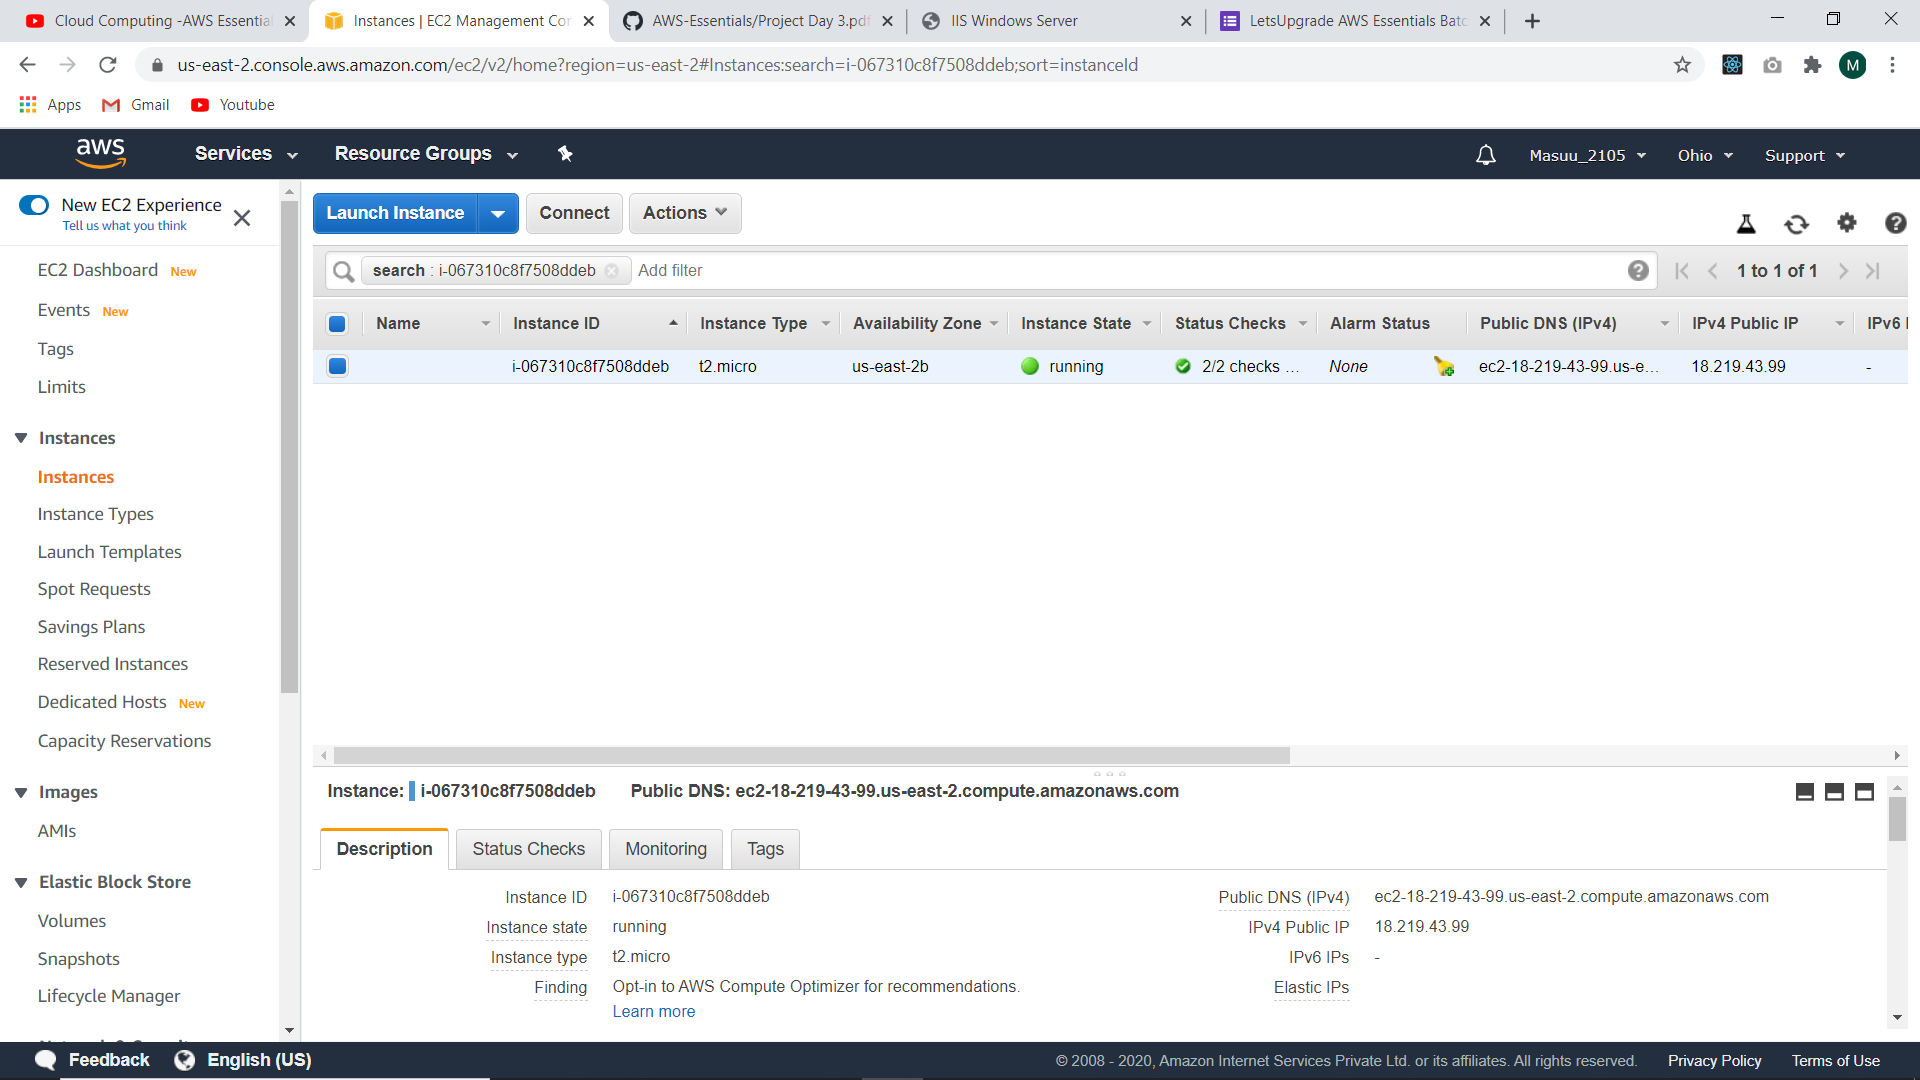 Cloud Computing -AWS Essentia
Instances | EC2 Management Cor
AWS-Essentials/Project Day 3.pdf
IIS Windows Server
LetsUpgrade AWS Essentials Batc
us-east-2.console.aws.amazon.com/ec2/v2/home?region=us-east-2#Instances:search=i-067310c8f7508ddeb;sort=instanceId
M
Apps
Gmail
Youtube
aws
Services
Resource Groups
Masuu_2105
Ohio
Support
New EC2 Experience
Tell us what you think
EC2 Dashboard New
Events New
Tags
Limits
Instances
Instances
Instance Types
Launch Templates
Spot Requests
Savings Plans
Reserved Instances
Dedicated Hosts New
Capacity Reservations
Images
AMIs
Elastic Block Store
Volumes
Snapshots
Lifecycle Manager
Launch Instance
Connect
Actions
search : i-067310c8f7508ddeb
Add filter
1 to 1 of 1
Name
Instance ID
Instance Type
Availability Zone
Instance State
Status Checks
Alarm Status
Public DNS (IPv4)
IPv4 Public IP
IPv6 I
i-067310c8f7508ddeb
t2.micro
us-east-2b
running
2/2 checks ...
None
ec2-18-219-43-99.us-e...
18.219.43.99
-
Instance: i-067310c8f7508ddeb
Public DNS: ec2-18-219-43-99.us-east-2.compute.amazonaws.com
Description
Status Checks
Monitoring
Tags
Instance ID i-067310c8f7508ddeb
Instance state running
Instance type t2.micro
Finding Opt-in to AWS Compute Optimizer for recommendations.
Learn more
Public DNS (IPv4) ec2-18-219-43-99.us-east-2.compute.amazonaws.com
IPv4 Public IP 18.219.43.99
IPv6 IPs -
Elastic IPs
Feedback
English (US)
© 2008 - 2020, Amazon Internet Services Private Ltd. or its affiliates. All rights reserved.
Privacy Policy
Terms of Use